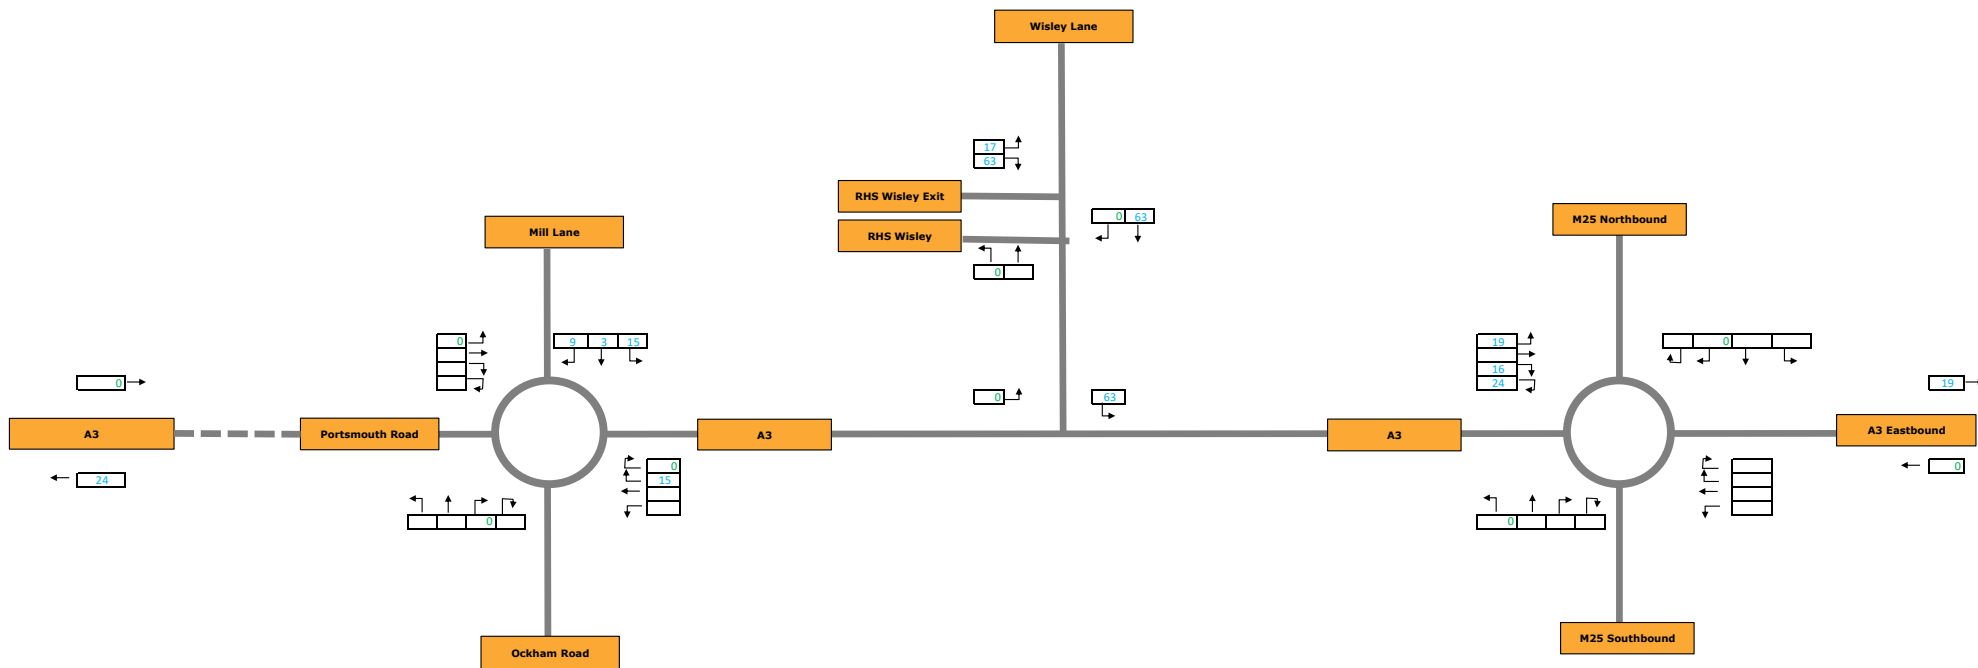 Wisley Lane
17
63
RHS Wisley Exit
RHS Wisley
0 63
0
Mill Lane
M25 Northbound
0
9 3 15
19
16
24
0
0
19
0
63
A3
Portsmouth Road
A3
A3
A3 Eastbound
24
0
15
0
0
0
Ockham Road
M25 Southbound